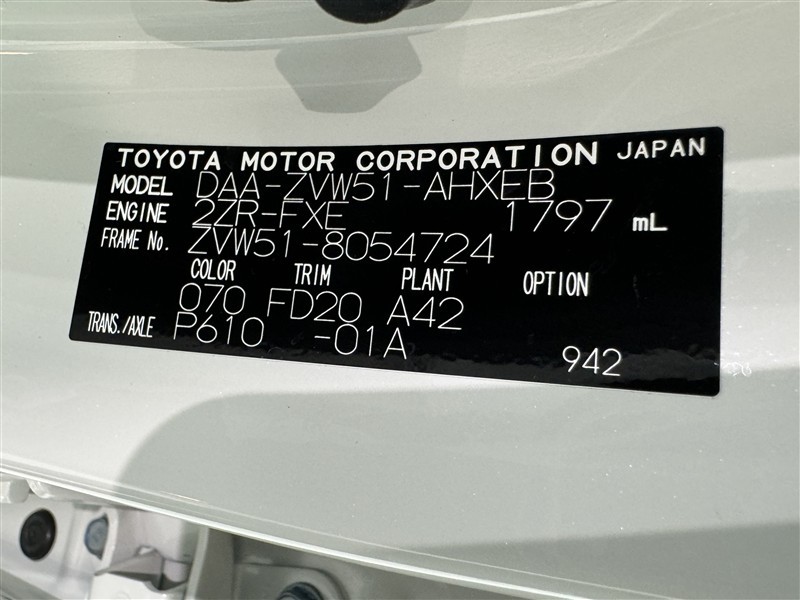 TOYOTA MOTOR CORPORATION JAPAN
MODEL DAA-ZVW51-AHXEB
ENGINE 2ZR-FXE 1797 mL
FRAME No. ZVW51-8054724
COLOR TRIM PLANT OPTION
070 FD20 A42
TRANS./AXLE P610 -01A
942